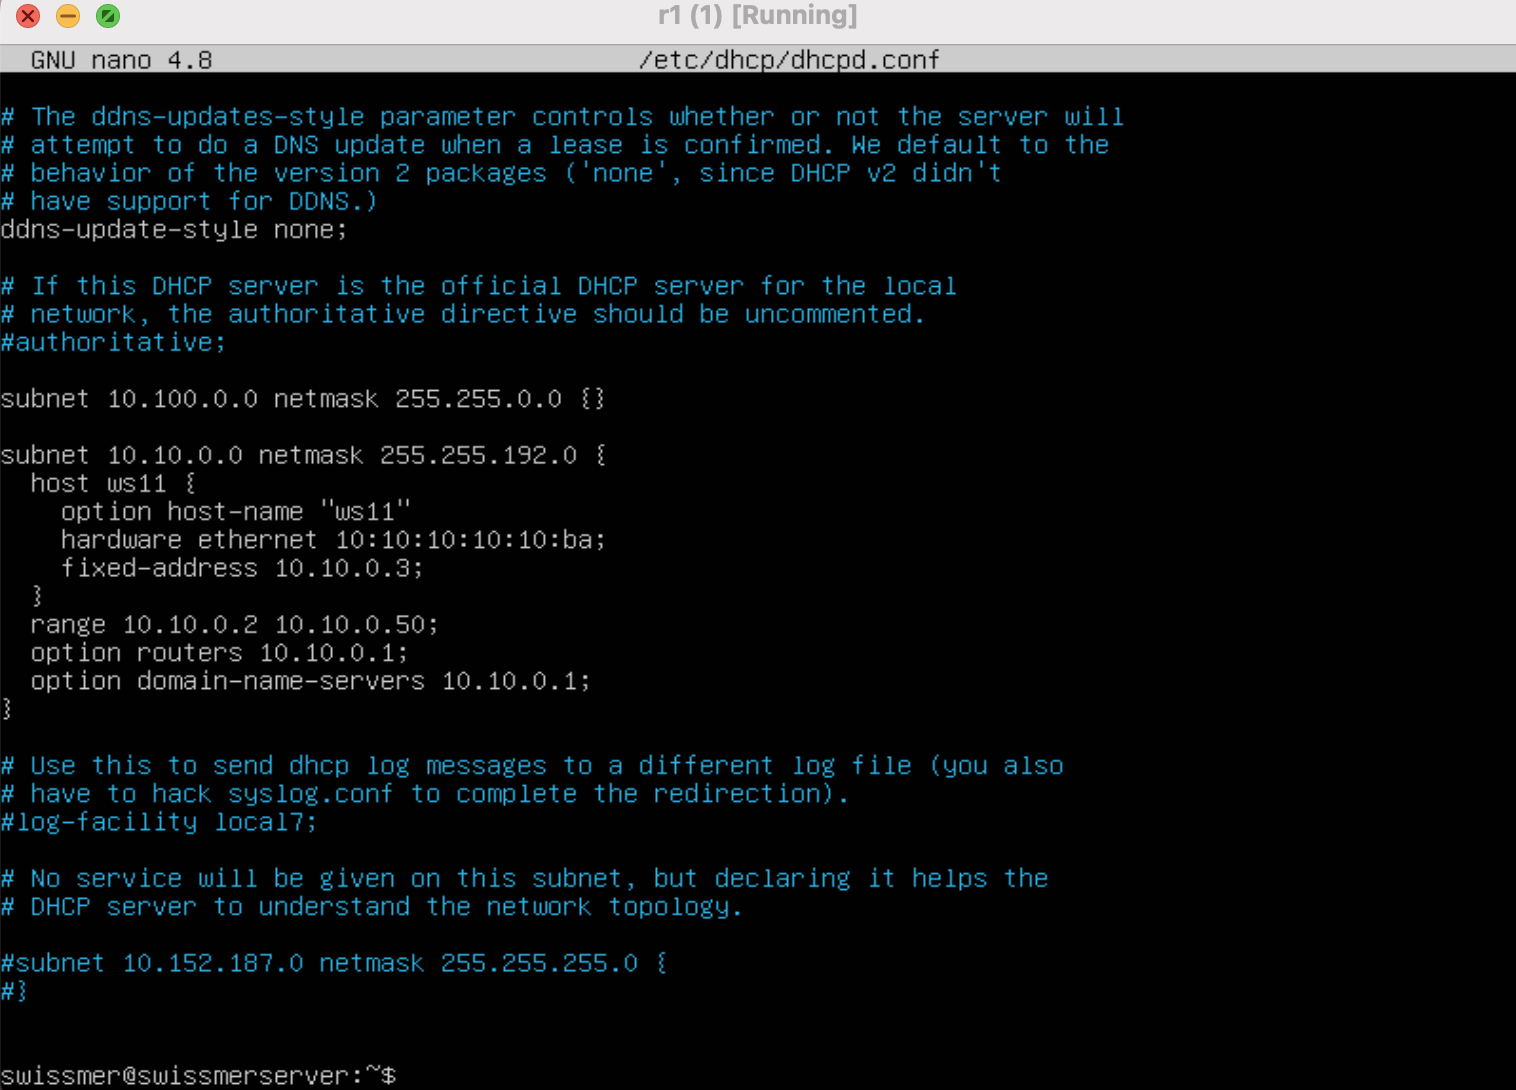 r1 (1) [Running]
GNU nano 4.8 /etc/dhcp/dhcpd.conf
# The ddns-updates-style parameter controls whether or not the server will
# attempt to do a DNS update when a lease is confirmed. We default to the
# behavior of the version 2 packages ('none', since DHCP v2 didn't
# have support for DDNS.)
ddns-update-style none;
# If this DHCP server is the official DHCP server for the local
# network, the authoritative directive should be uncommented.
#authoritative;
subnet 10.100.0.0 netmask 255.255.0.0 {}
subnet 10.10.0.0 netmask 255.255.192.0 {
  host ws11 {
    option host-name "ws11"
    hardware ethernet 10:10:10:10:10:ba;
    fixed-address 10.10.0.3;
  }
  range 10.10.0.2 10.10.0.50;
  option routers 10.10.0.1;
  option domain-name-servers 10.10.0.1;
}
# Use this to send dhcp log messages to a different log file (you also
# have to hack syslog.conf to complete the redirection).
#log-facility local7;
# No service will be given on this subnet, but declaring it helps the
# DHCP server to understand the network topology.
#subnet 10.152.187.0 netmask 255.255.255.0 {
#}
swissmer@swissmerserver:~$